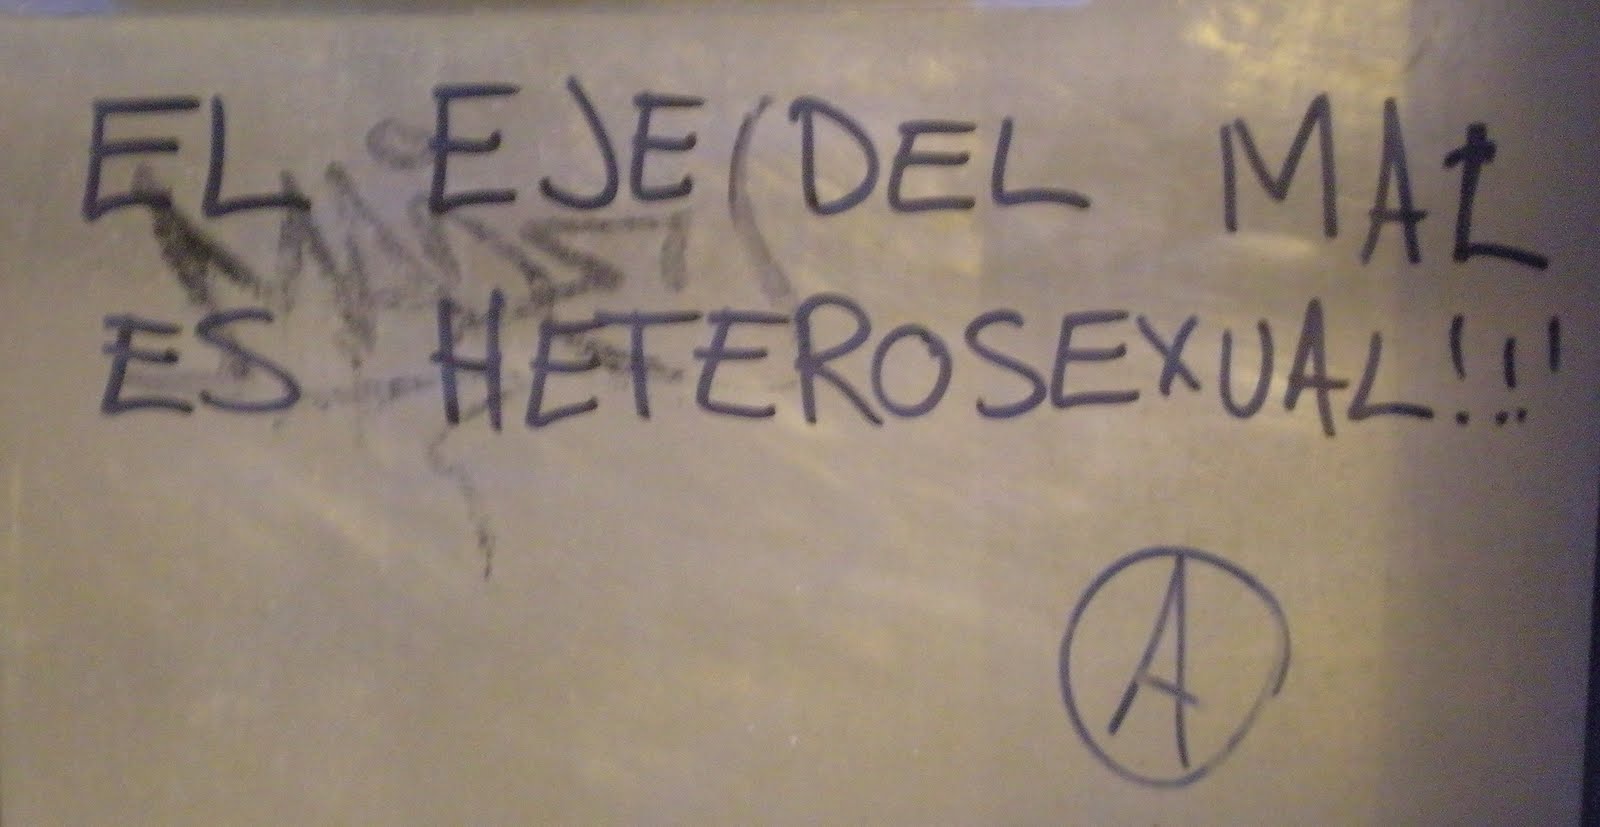 EL EJE DEL MAL
ES HETEROSEXUAL!!!
A